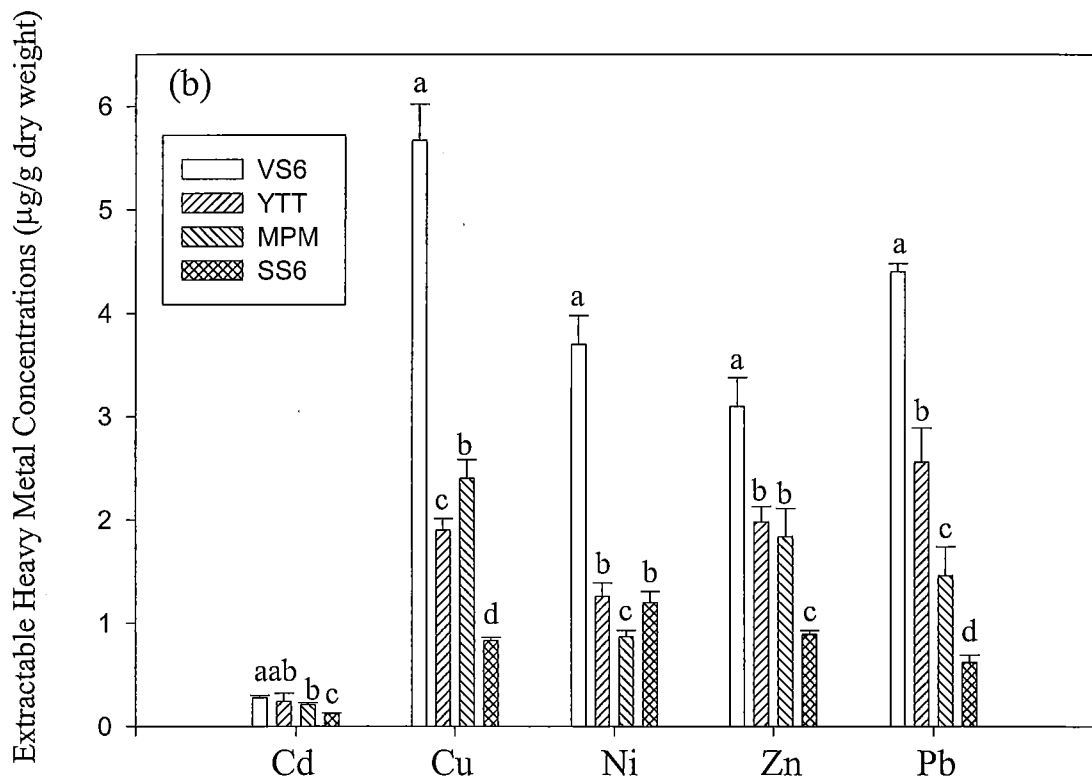 Extractable Heavy Metal Concentrations (µg/g dry weight)
(b)
VS6
YTT
MPM
SS6
6
5
4
3
2
1
0
aab b c
a c b d
a b c b
a b b c
a b c d
Cd Cu Ni Zn Pb